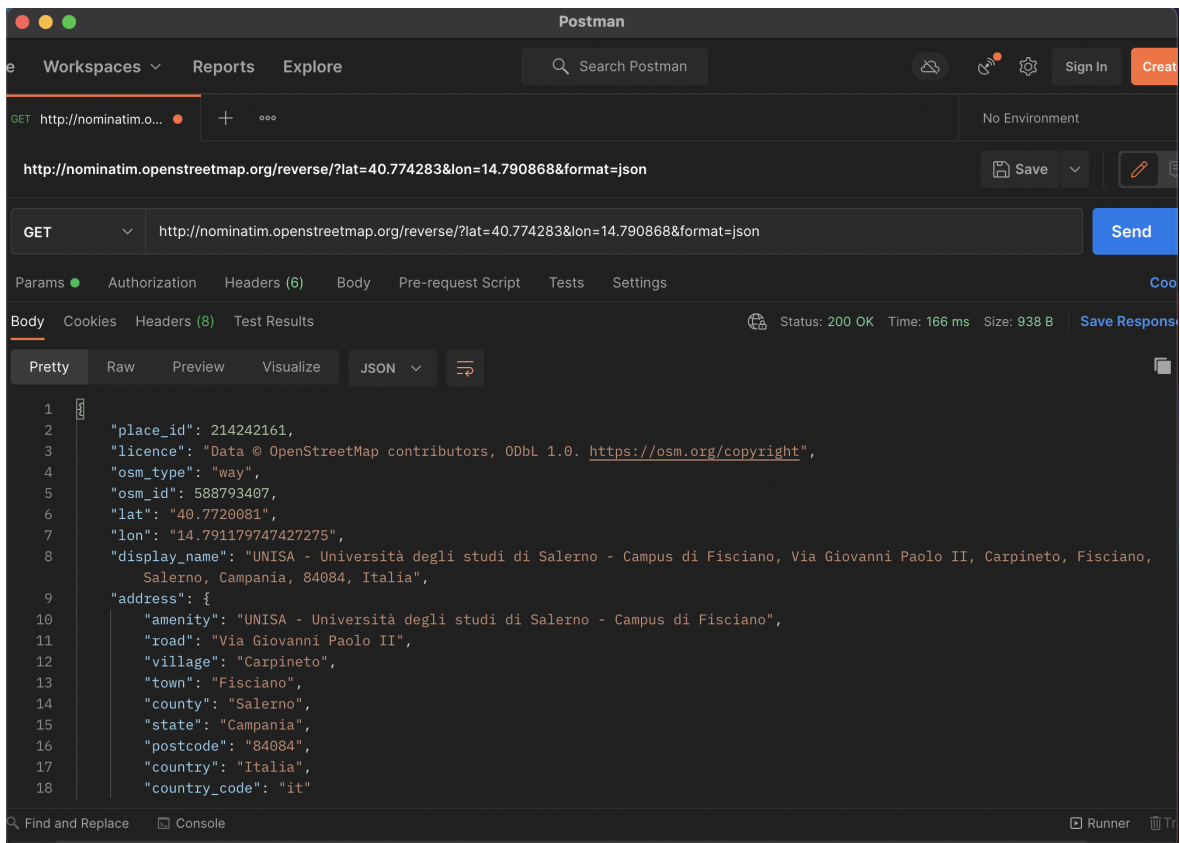 Postman
e Workspaces Reports Explore Search Postman Sign In Creat
GET http://nominatim.o... + ooo No Environment
http://nominatim.openstreetmap.org/reverse/?lat=40.774283&lon=14.790868&format=json Save
GET http://nominatim.openstreetmap.org/reverse/?lat=40.774283&lon=14.790868&format=json Send
Params Authorization Headers (6) Body Pre-request Script Tests Settings Coo
Body Cookies Headers (8) Test Results Status: 200 OK Time: 166 ms Size: 938 B Save Response
Pretty Raw Preview Visualize JSON
1 {
2 "place_id": 214242161,
3 "licence": "Data © OpenStreetMap contributors, ODbL 1.0. https://osm.org/copyright",
4 "osm_type": "way",
5 "osm_id": 588793407,
6 "lat": "40.7720081",
7 "lon": "14.791179747427275",
8 "display_name": "UNISA - Università degli studi di Salerno - Campus di Fisciano, Via Giovanni Paolo II, Carpineto, Fisciano,
Salerno, Campania, 84084, Italia",
9 "address": {
10 "amenity": "UNISA - Università degli studi di Salerno - Campus di Fisciano",
11 "road": "Via Giovanni Paolo II",
12 "village": "Carpineto",
13 "town": "Fisciano",
14 "county": "Salerno",
15 "state": "Campania",
16 "postcode": "84084",
17 "country": "Italia",
18 "country_code": "it"
Find and Replace Console Runner Tr